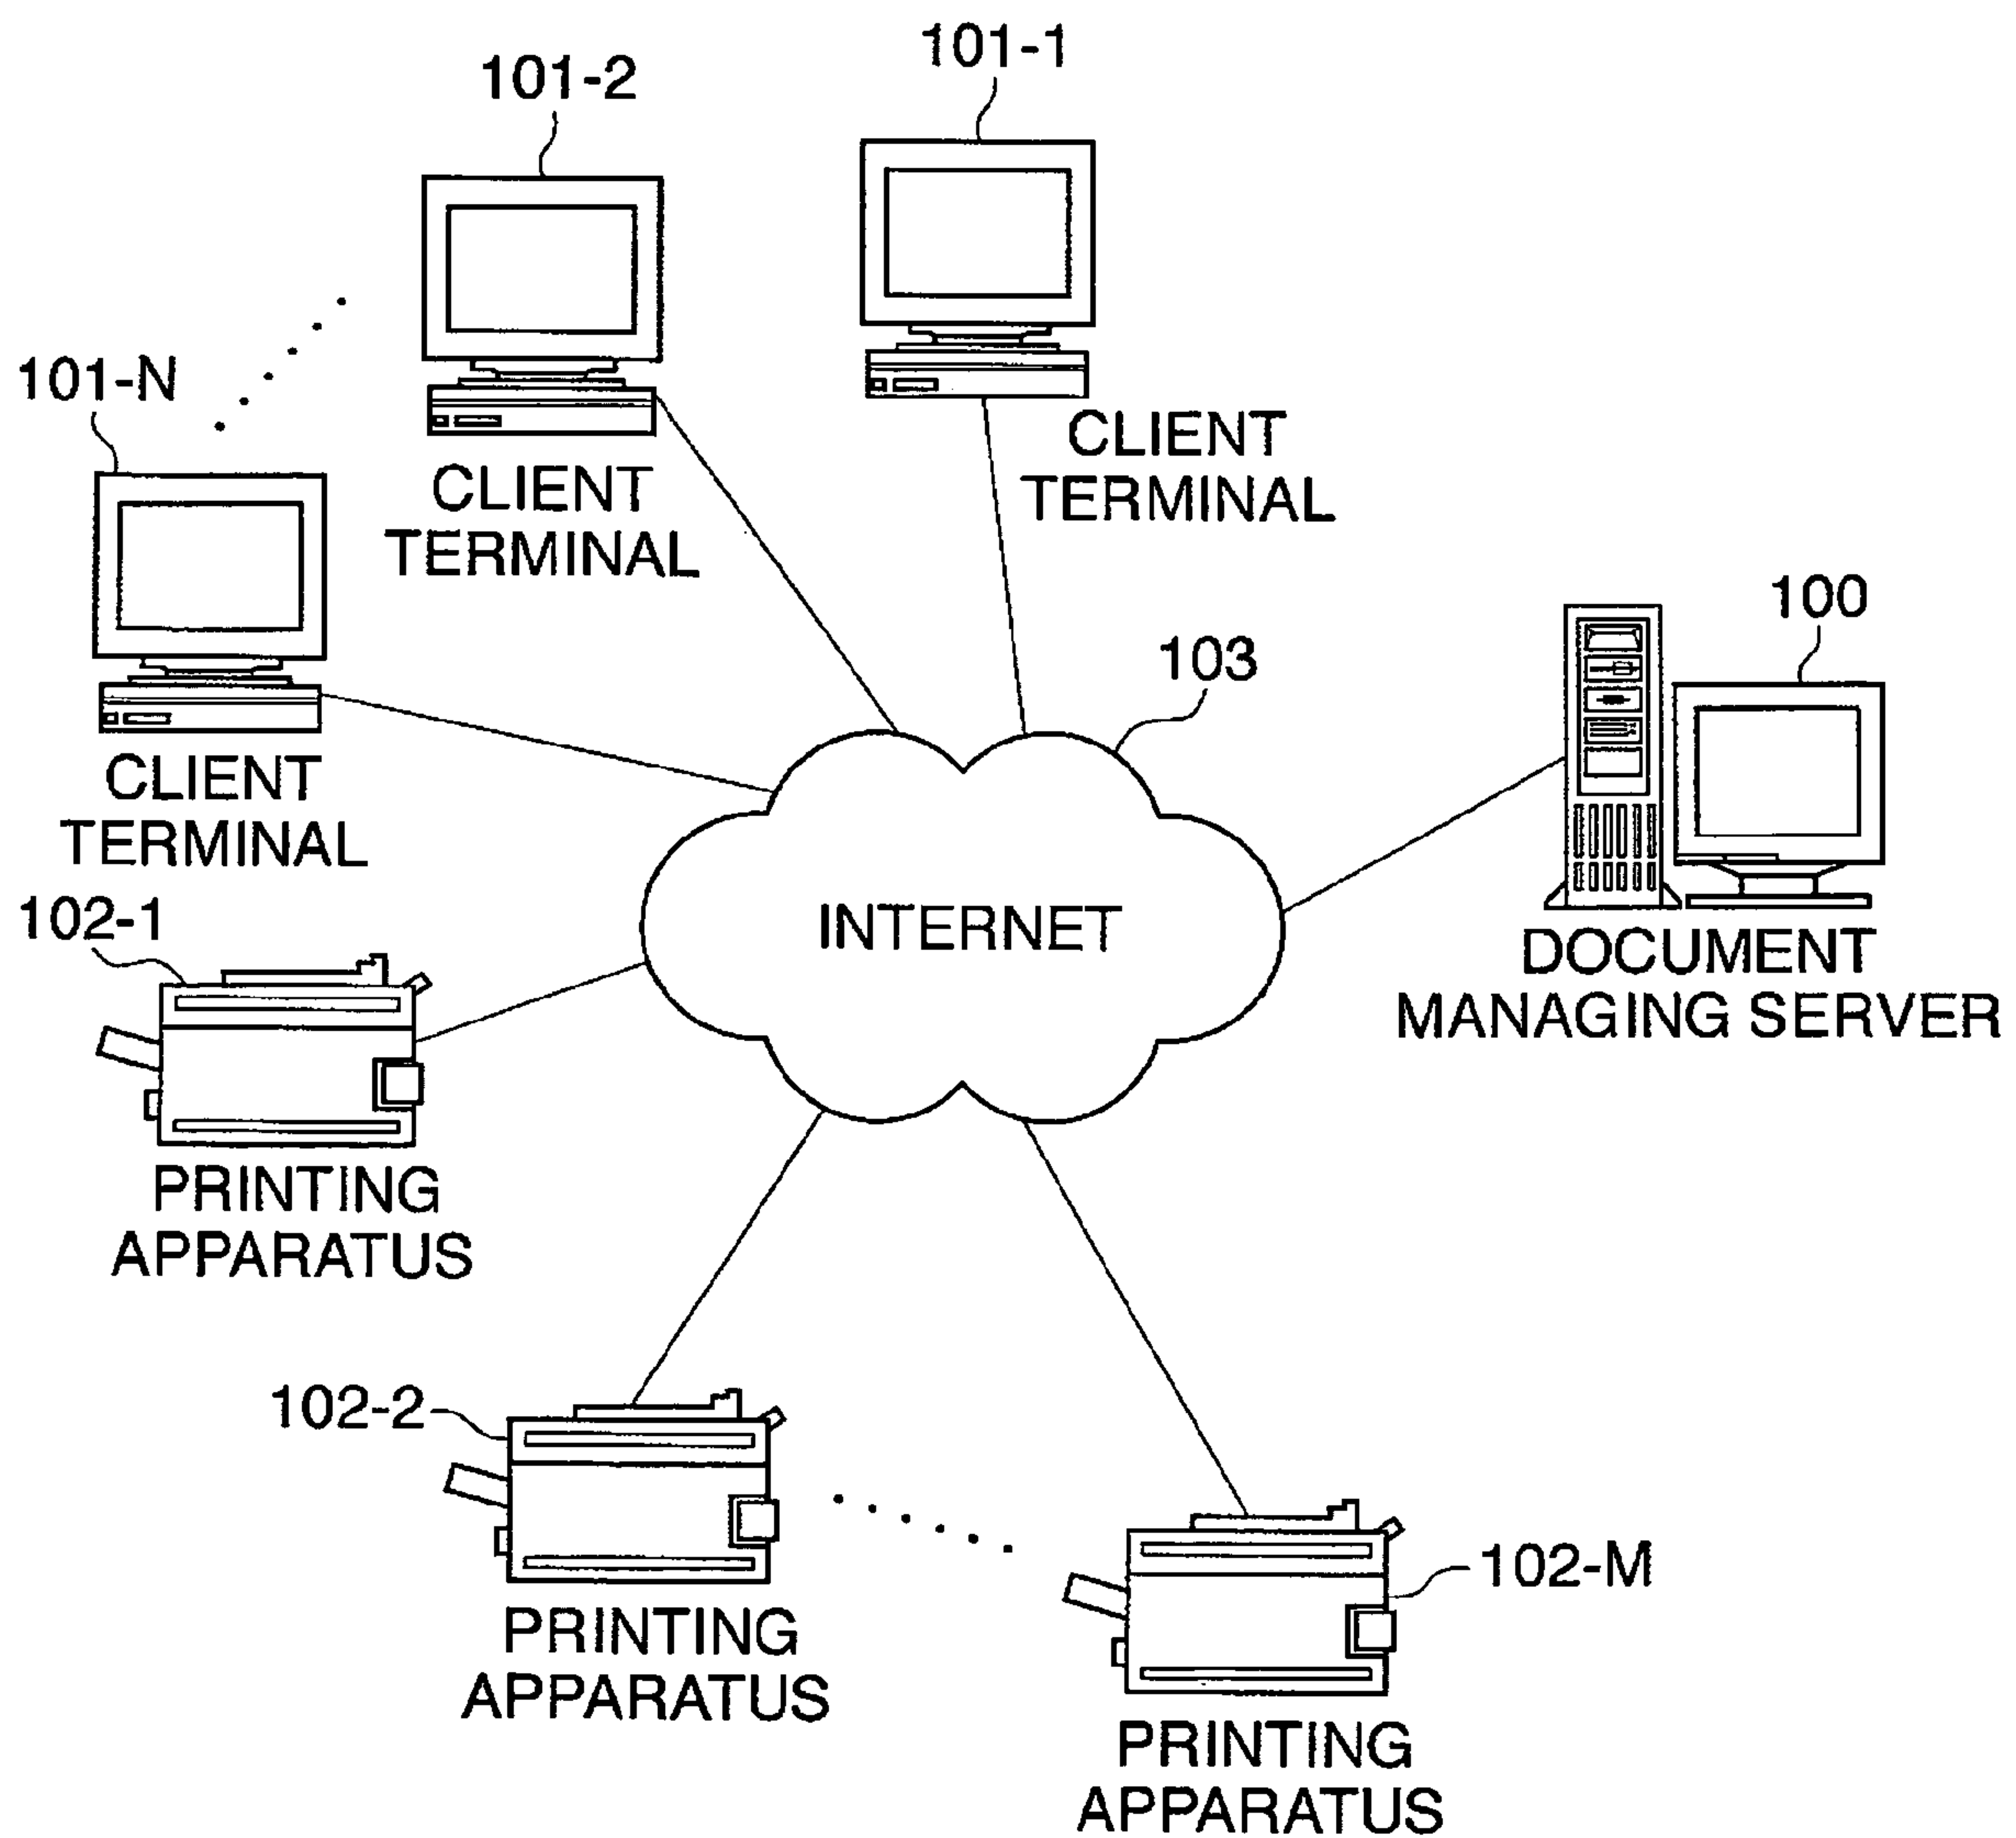 101-1
101-2
101-N
CLIENT
TERMINAL
CLIENT
TERMINAL
CLIENT
TERMINAL
100
103
INTERNET
DOCUMENT
MANAGING SERVER
102-1
PRINTING
APPARATUS
102-2
PRINTING
APPARATUS
102-M
PRINTING
APPARATUS